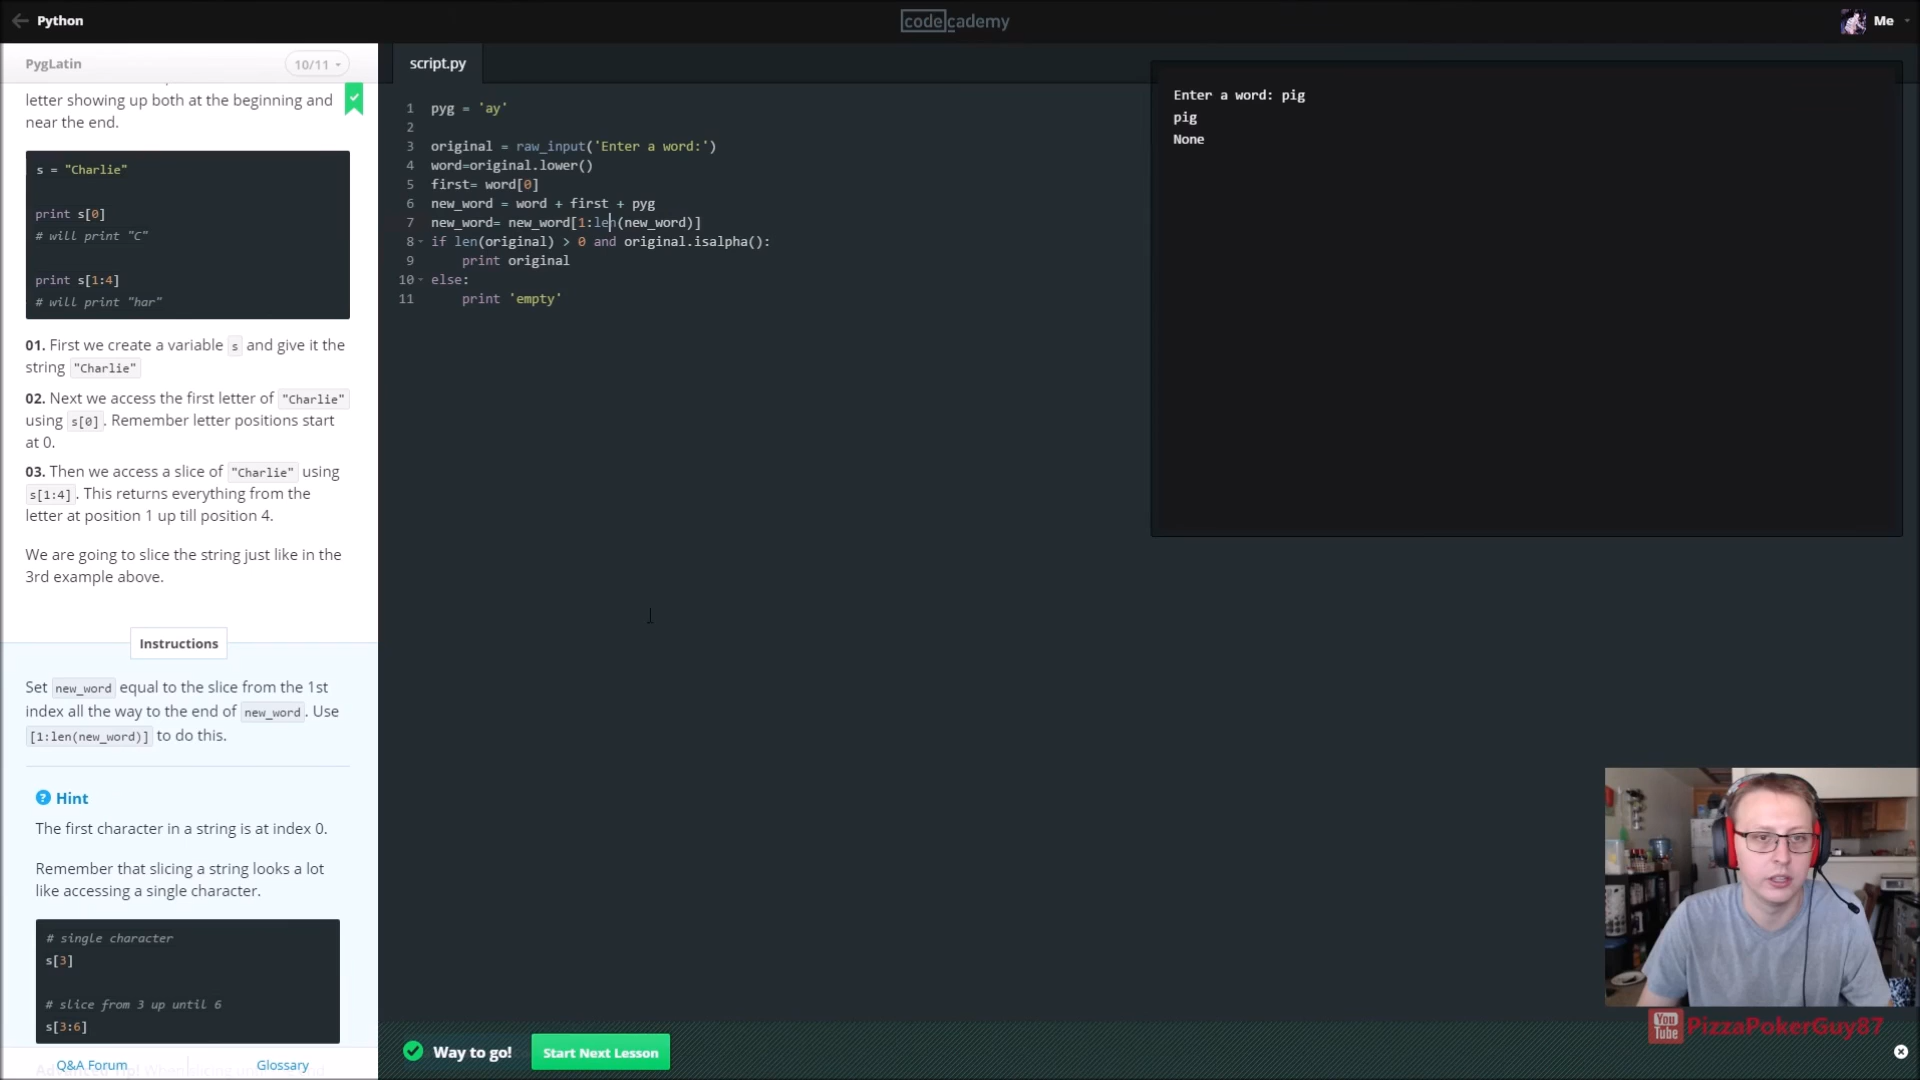 Python
codecademy
Me
PygLatin
10/11
letter showing up both at the beginning and
near the end.
s = "Charlie"
print s[0]
# will print "C"
print s[1:4]
# will print "har"
01. First we create a variable s and give it the
string "Charlie"
02. Next we access the first letter of "Charlie"
using s[0]. Remember letter positions start
at 0.
03. Then we access a slice of "Charlie" using
s[1:4]. This returns everything from the
letter at position 1 up till position 4.
We are going to slice the string just like in the
3rd example above.
Instructions
Set new_word equal to the slice from the 1st
index all the way to the end of new_word. Use
[1:len(new_word)] to do this.
Hint
The first character in a string is at index 0.
Remember that slicing a string looks a lot
like accessing a single character.
# single character
s[3]
# slice from 3 up until 6
s[3:6]
Q&A Forum
Glossary
script.py
1 pyg = 'ay'
2
3 original = raw_input('Enter a word:')
4 word=original.lower()
5 first= word[0]
6 new_word = word + first + pyg
7 new_word= new_word[1:len(new_word)]
8 if len(original) > 0 and original.isalpha():
9 print original
10 else:
11 print 'empty'
Enter a word: pig
pig
None
Way to go!
Start Next Lesson
You Tube PizzaPokerGuy87